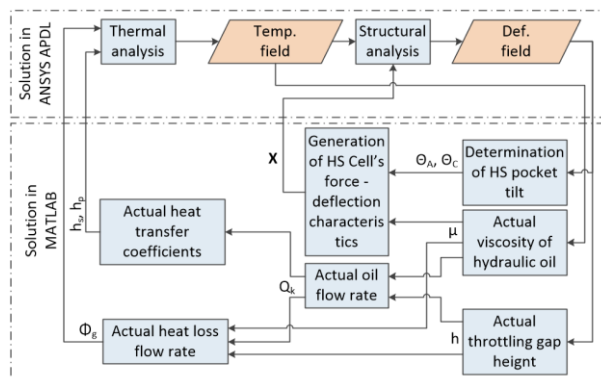 Solution in
ANSYS APDL
Thermal
analysis
Temp.
field
Structural
analysis
Def.
field
Solution in
MATLAB
X
Generation
of HS Cell's
force -
deflection
characteris
tics
ΘA, ΘC
Determination
of HS pocket
tilt
hs, hp
Actual heat
transfer
coefficients
μ
Actual
viscosity of
hydraulic oil
Qk
Actual oil
flow rate
Φg
Actual heat loss
flow rate
h
Actual
throttling gap
heignt